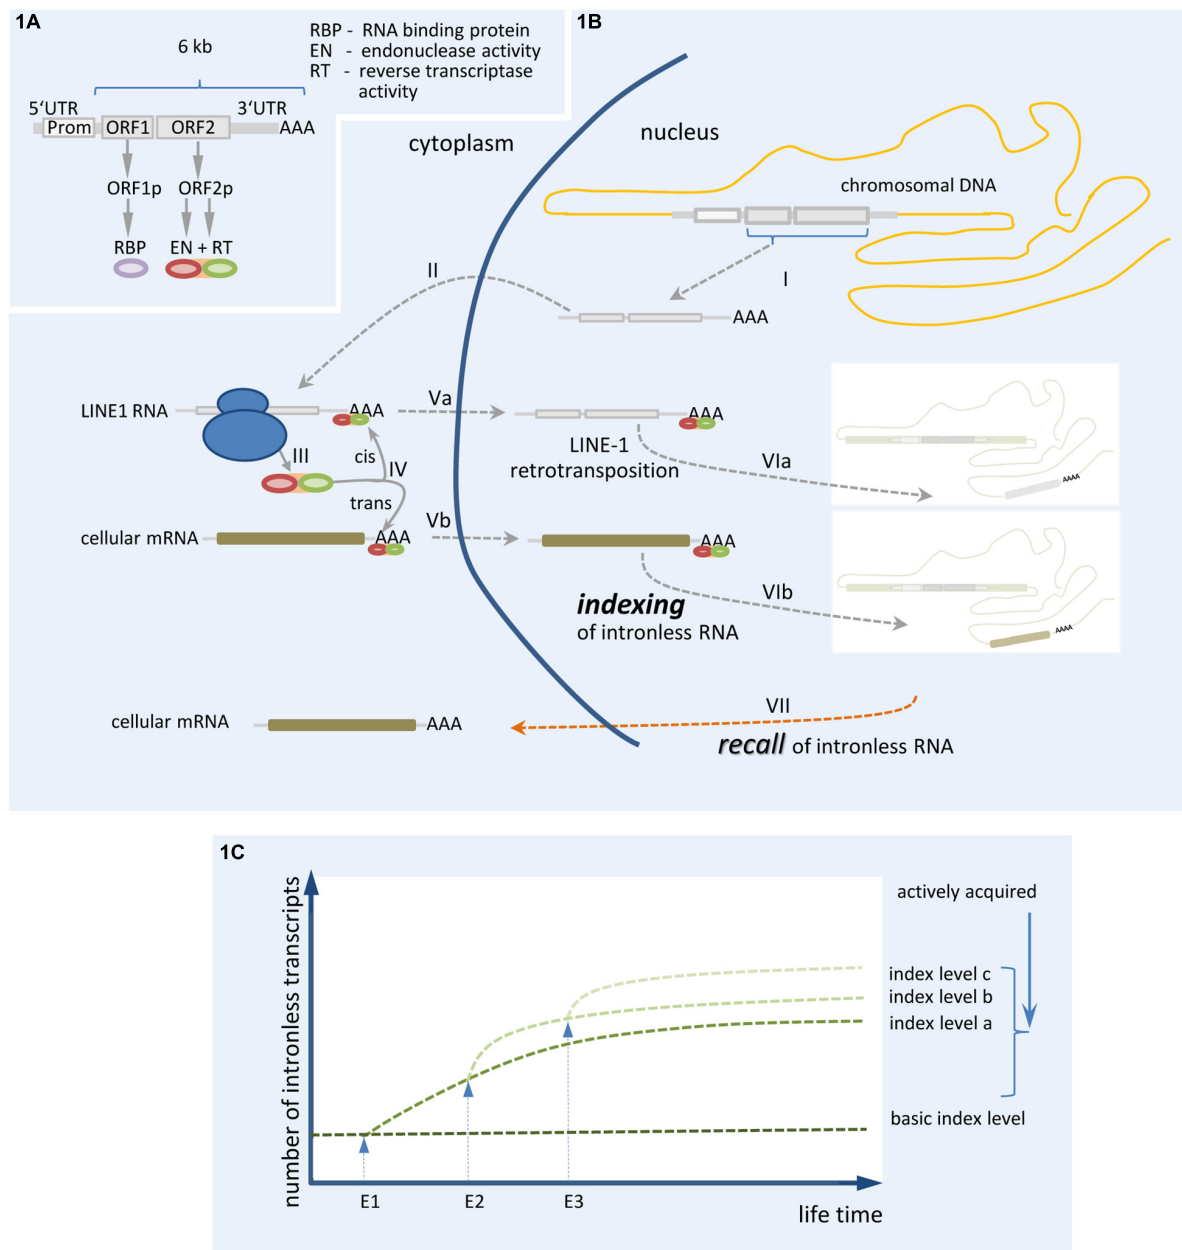 1A
6 kb
RBP - RNA binding protein
EN - endonuclease activity
RT - reverse transcriptase
activity
5'UTR
3'UTR
Prom
ORF1
ORF2
AAA
ORF1p
ORF2p
RBP
EN + RT
1B
cytoplasm
nucleus
chromosomal DNA
I
II
AAA
LINE1 RNA
AAA
Va
AAA
LINE-1
retrotransposition
III
cis
IV
trans
VIa
AAAA
cellular mRNA
AAA
Vb
AAA
indexing
of intronless RNA
VIb
AAAA
cellular mRNA
AAA
VII
recall of intronless RNA
1C
number of intronless transcripts
actively acquired
index level c
index level b
index level a
basic index level
E1
E2
E3
life time